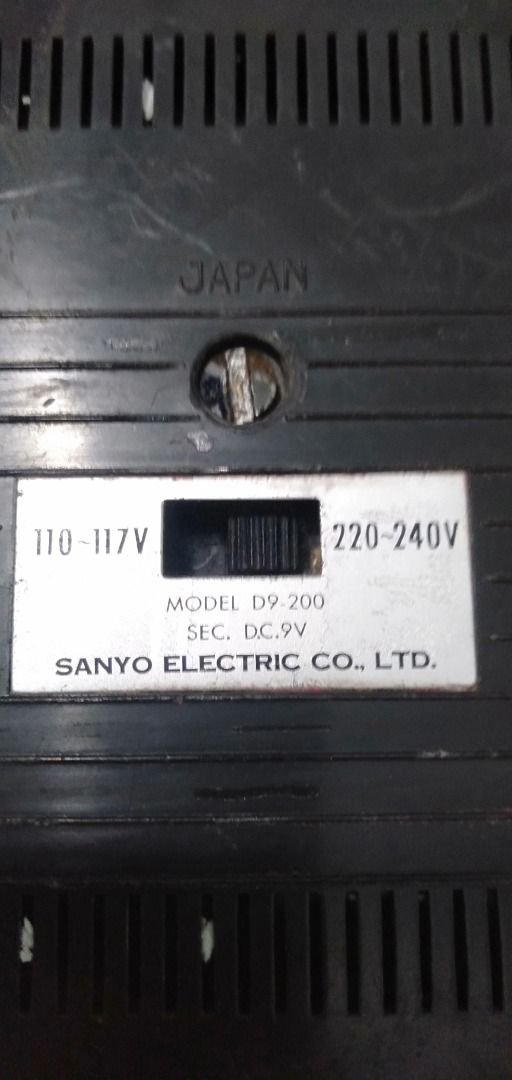 JAPAN
110~117V 220~240V
MODEL D9-200
SEC. D.C.9V
SANYO ELECTRIC CO., LTD.